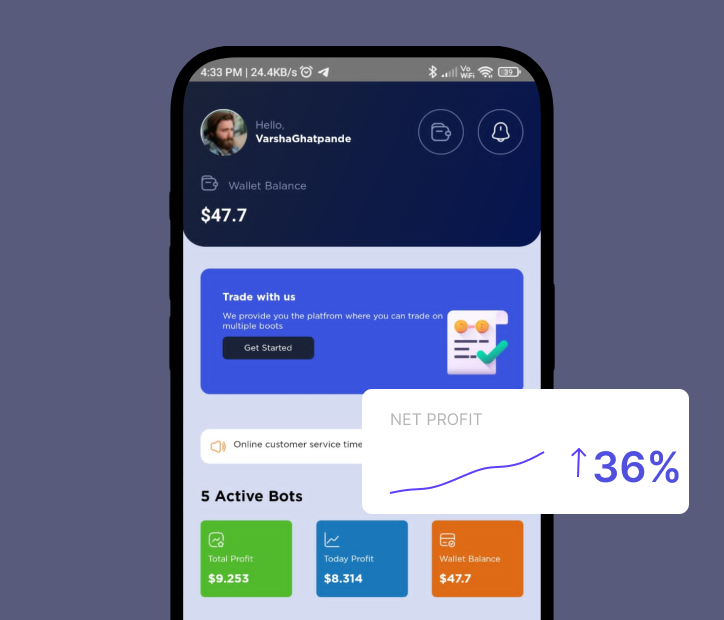 4:33 PM | 24.4KB/s
Vo
WiFi
39
Hello,
VarshaGhatpande
Wallet Balance
$47.7
Trade with us
We provide you the platfrom where you can trade on
multiple boots
Get Started
NET PROFIT
36%
Online customer service time
5 Active Bots
Total Profit
$9.253
Today Profit
$8.314
Wallet Balance
$47.7